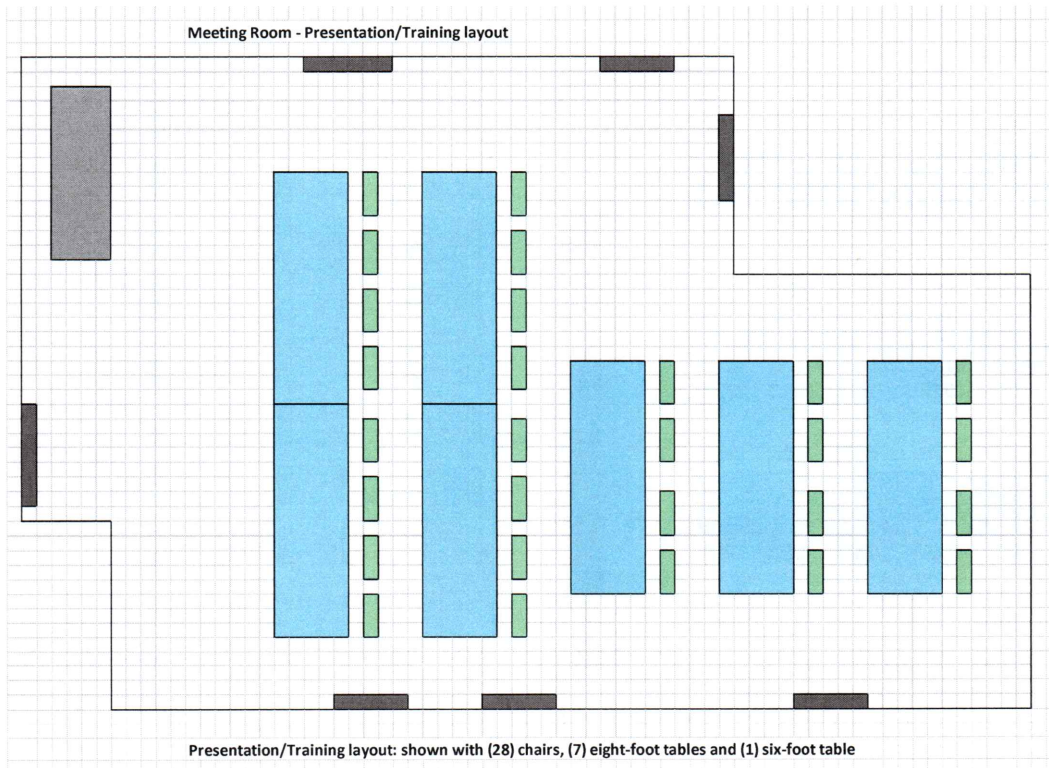 Meeting Room - Presentation/Training layout
Presentation/Training layout: shown with (28) chairs, (7) eight-foot tables and (1) six-foot table